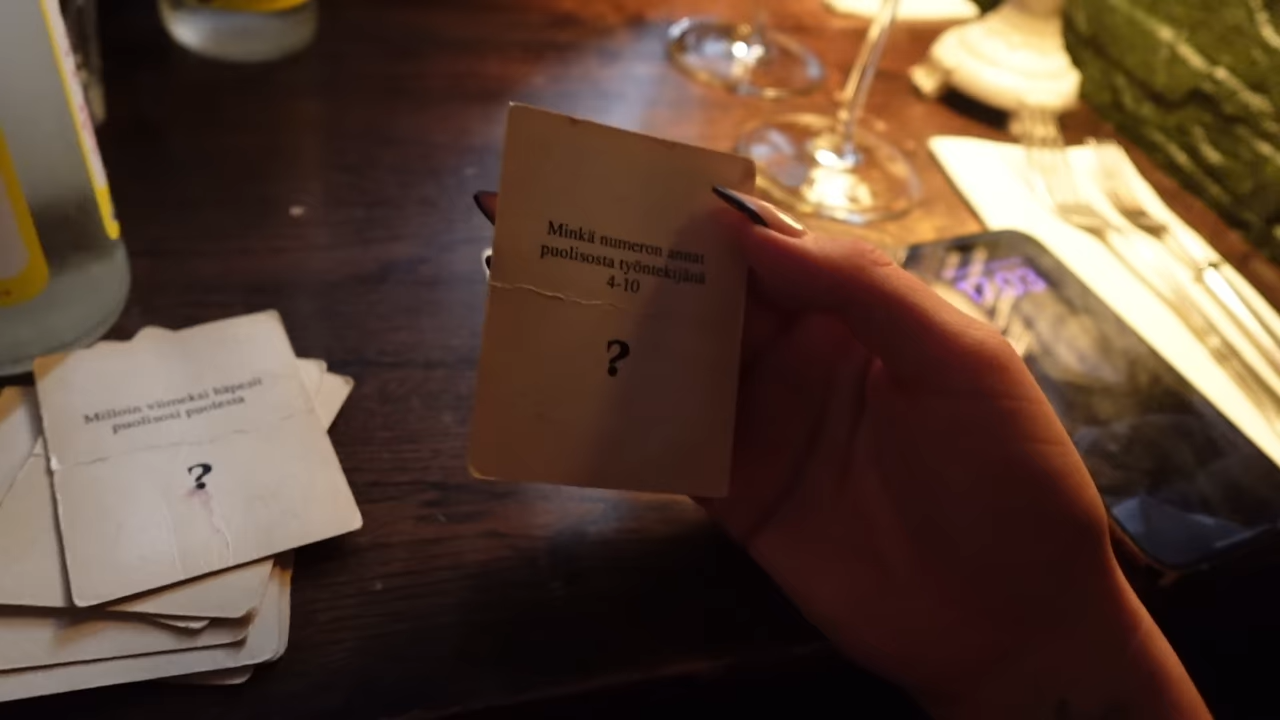 Minkä numeron annat
puolisosta työntekijänä
4-10
?
Milloin viimeksi häpesit
puolisosi puolesta
?